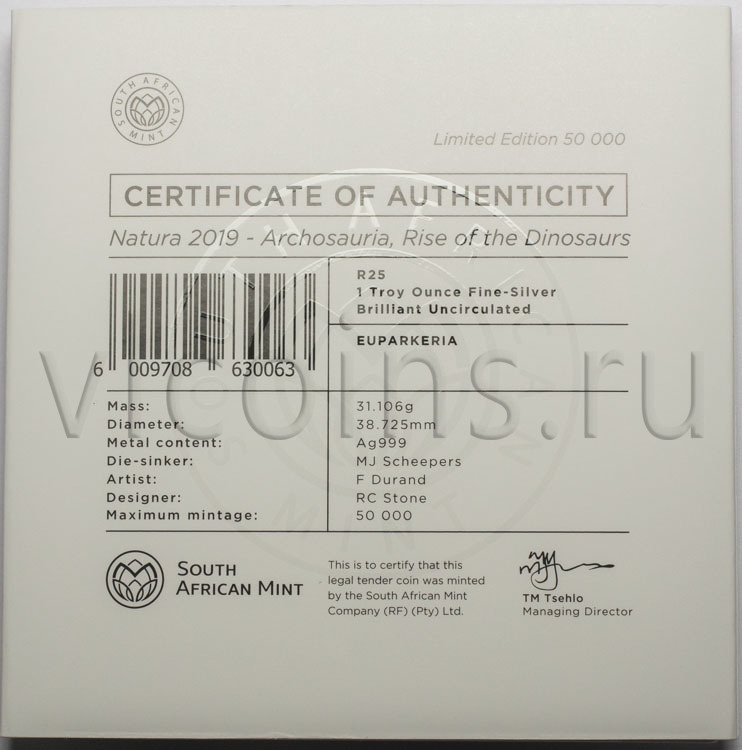 SOUTH AFRICAN MINT
Limited Edition 50 000
CERTIFICATE OF AUTHENTICITY
Natura 2019 - Archosauria, Rise of the Dinosaurs
R25
1 Troy Ounce Fine-Silver
Brilliant Uncirculated
EUPARKERIA
6 009708 630063
vicoins.ru
Mass: 31.106g
Diameter: 38.725mm
Metal content: Ag999
Die-sinker: MJ Scheepers
Artist: F Durand
Designer: RC Stone
Maximum mintage: 50 000
SOUTH AFRICAN MINT
SOUTH
AFRICAN MINT
This is to certify that this
legal tender coin was minted
by the South African Mint
Company (RF) (Pty) Ltd.
TM Tsehlo
Managing Director